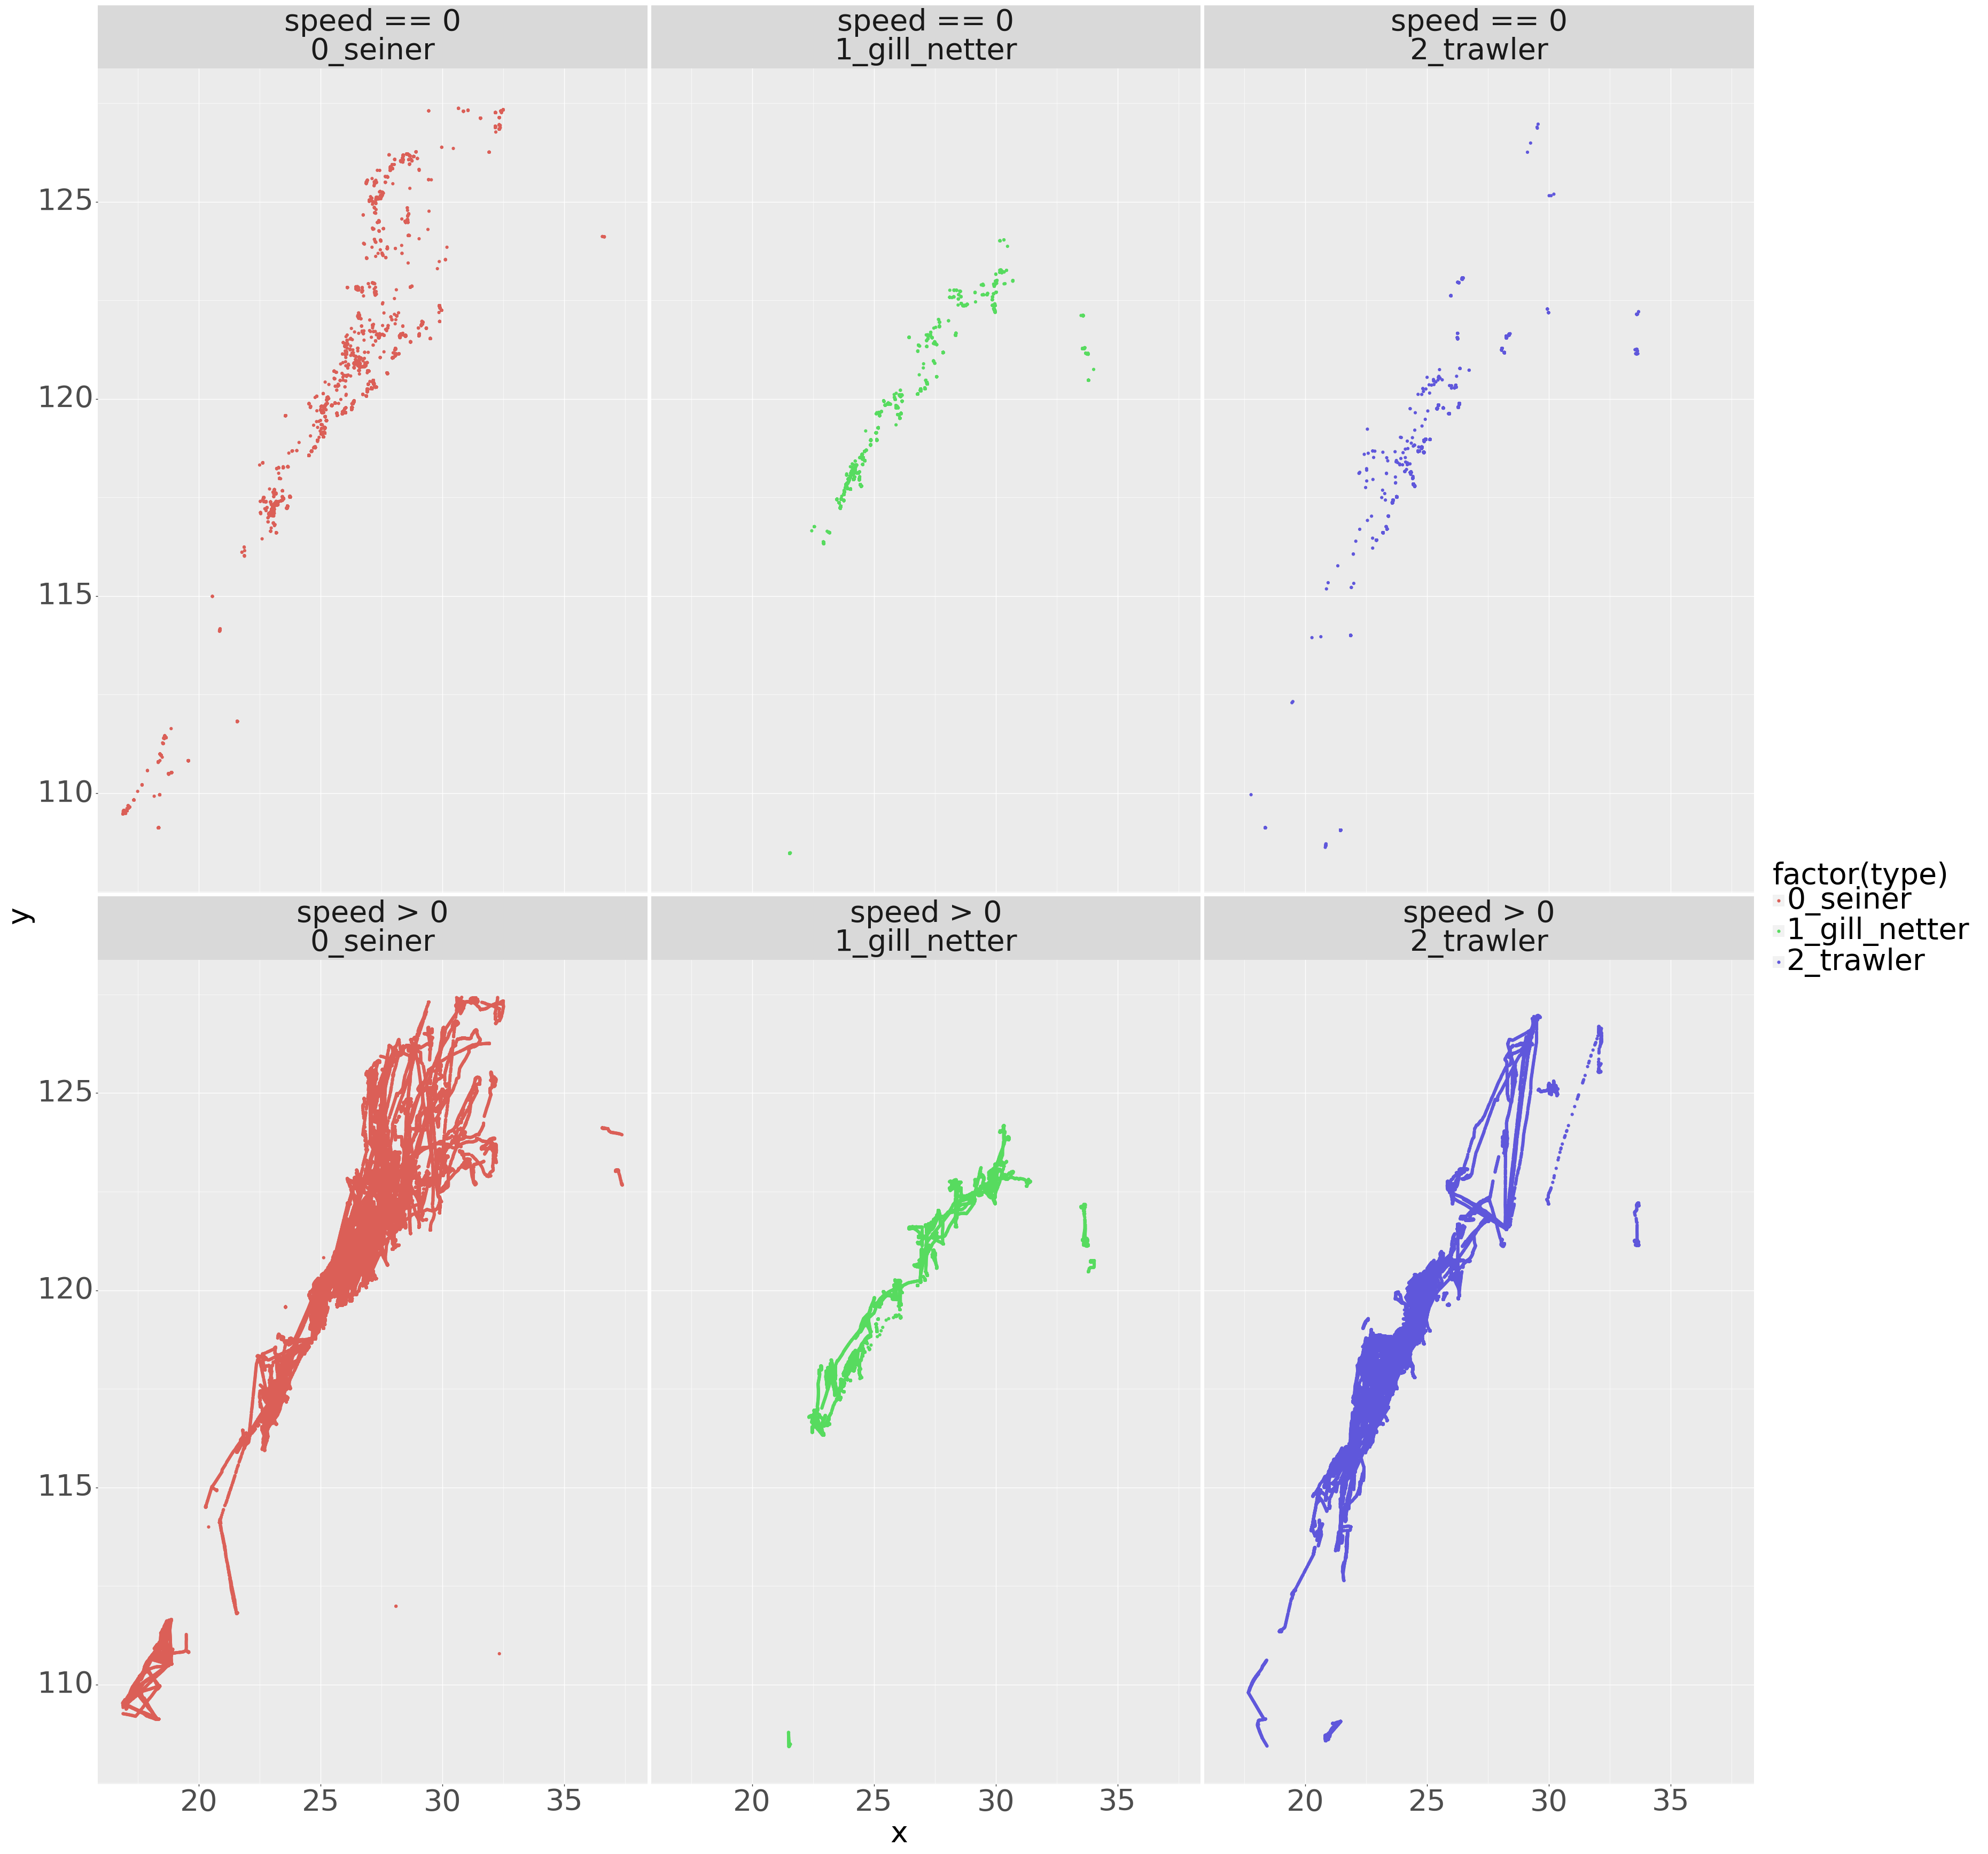 speed == 0
0_seiner
speed == 0
1_gill_netter
speed == 0
2_trawler
125
120
115
110
speed > 0
0_seiner
speed > 0
1_gill_netter
speed > 0
2_trawler
125
120
115
110
20 25 30 35
20 25 30 35
20 25 30 35
x
y
factor(type)
0_seiner
1_gill_netter
2_trawler